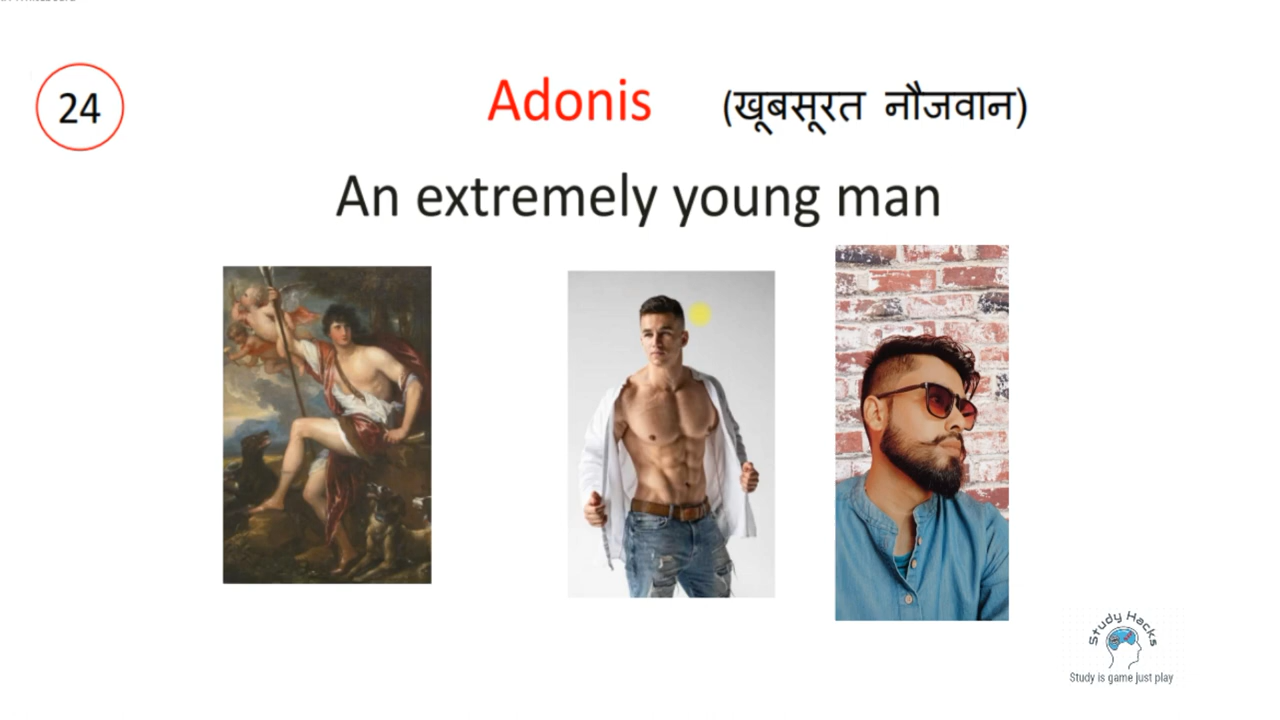 24
Adonis (खूबसूरत नौजवान)
An extremely young man
Study Hacks
Study is game just play